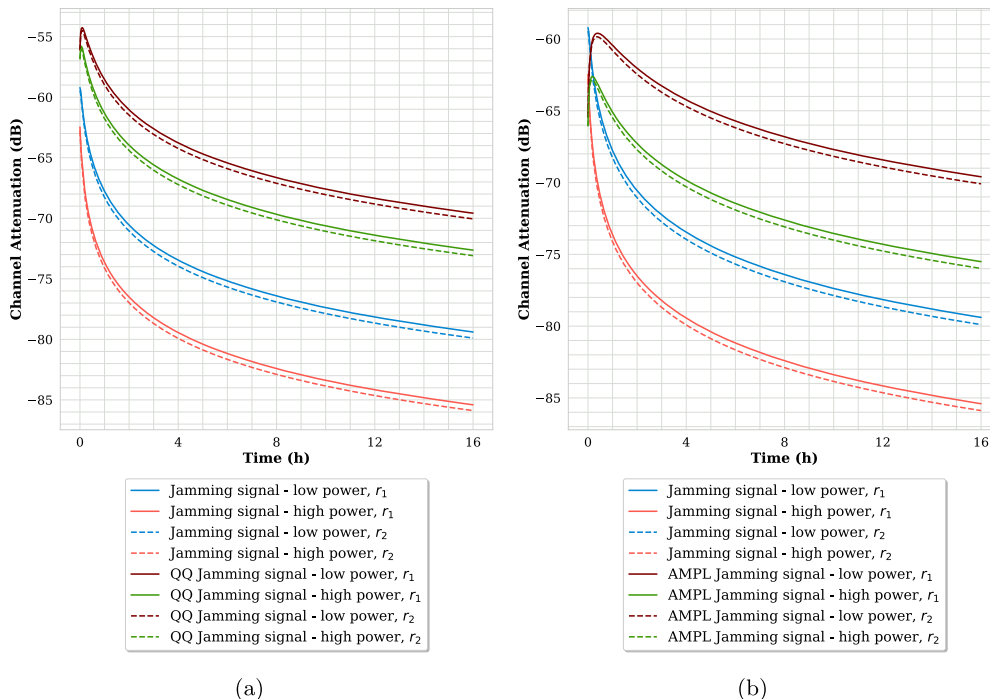 −55
−60
−65
−70
−75
−80
−85
Channel Attenuation (dB)
0
4
8
12
16
Time (h)
Jamming signal - low power, r₁
Jamming signal - high power, r₁
Jamming signal - low power, r₂
Jamming signal - high power, r₂
QQ Jamming signal - low power, r₁
QQ Jamming signal - high power, r₁
QQ Jamming signal - low power, r₂
QQ Jamming signal - high power, r₂
(a)
−60
−65
−70
−75
−80
−85
Channel Attenuation (dB)
0
4
8
12
16
Time (h)
Jamming signal - low power, r₁
Jamming signal - high power, r₁
Jamming signal - low power, r₂
Jamming signal - high power, r₂
AMPL Jamming signal - low power, r₁
AMPL Jamming signal - high power, r₁
AMPL Jamming signal - low power, r₂
AMPL Jamming signal - high power, r₂
(b)